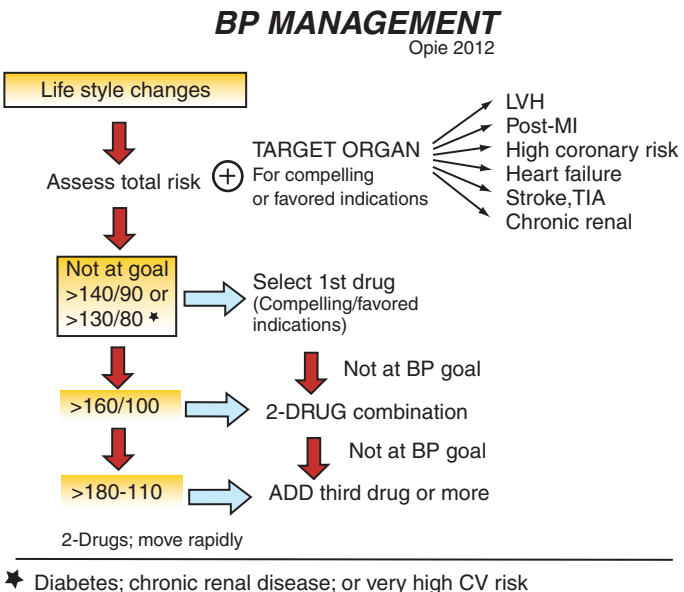 BP MANAGEMENT
Opie 2012
Life style changes
Assess total risk
+
TARGET ORGAN
For compelling
or favored indications
LVH
Post-MI
High coronary risk
Heart failure
Stroke,TIA
Chronic renal
Not at goal
>140/90 or
>130/80 ★
Select 1st drug
(Compelling/favored
indications)
Not at BP goal
>160/100
2-DRUG combination
Not at BP goal
>180-110
ADD third drug or more
2-Drugs; move rapidly
★ Diabetes; chronic renal disease; or very high CV risk